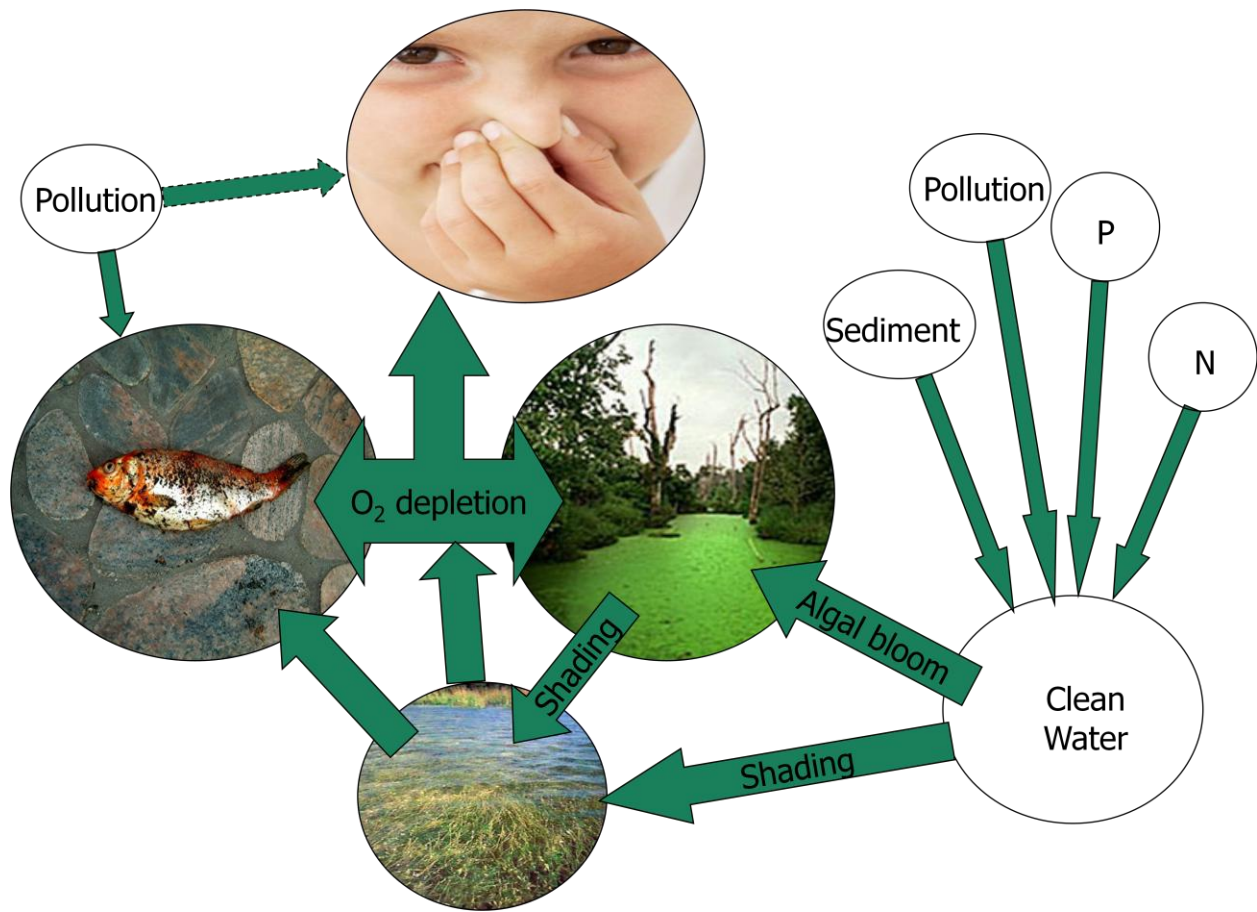 Pollution
Pollution
P
Sediment
N
O₂ depletion
Shading
Algal bloom
Shading
Clean
Water